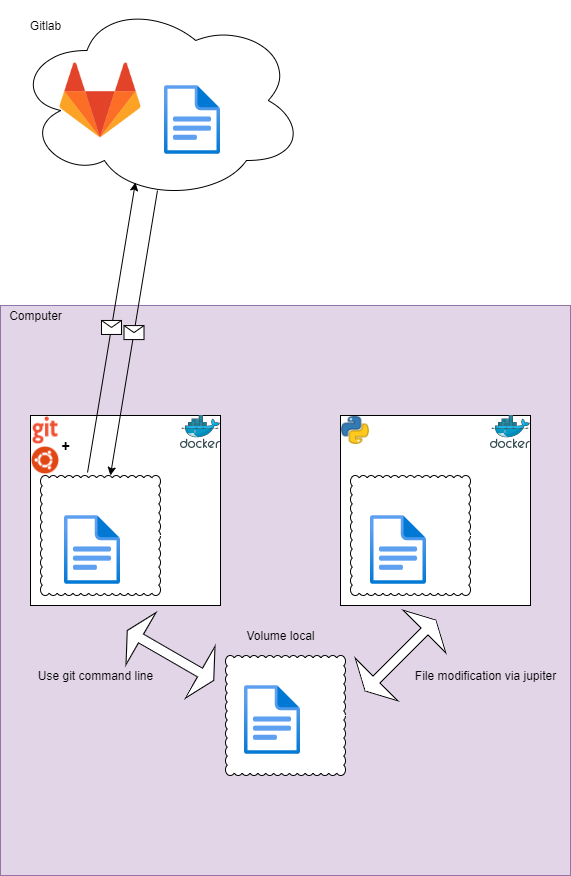 Gitlab
Computer
git
+
docker
docker
Volume local
Use git command line
File modification via jupiter